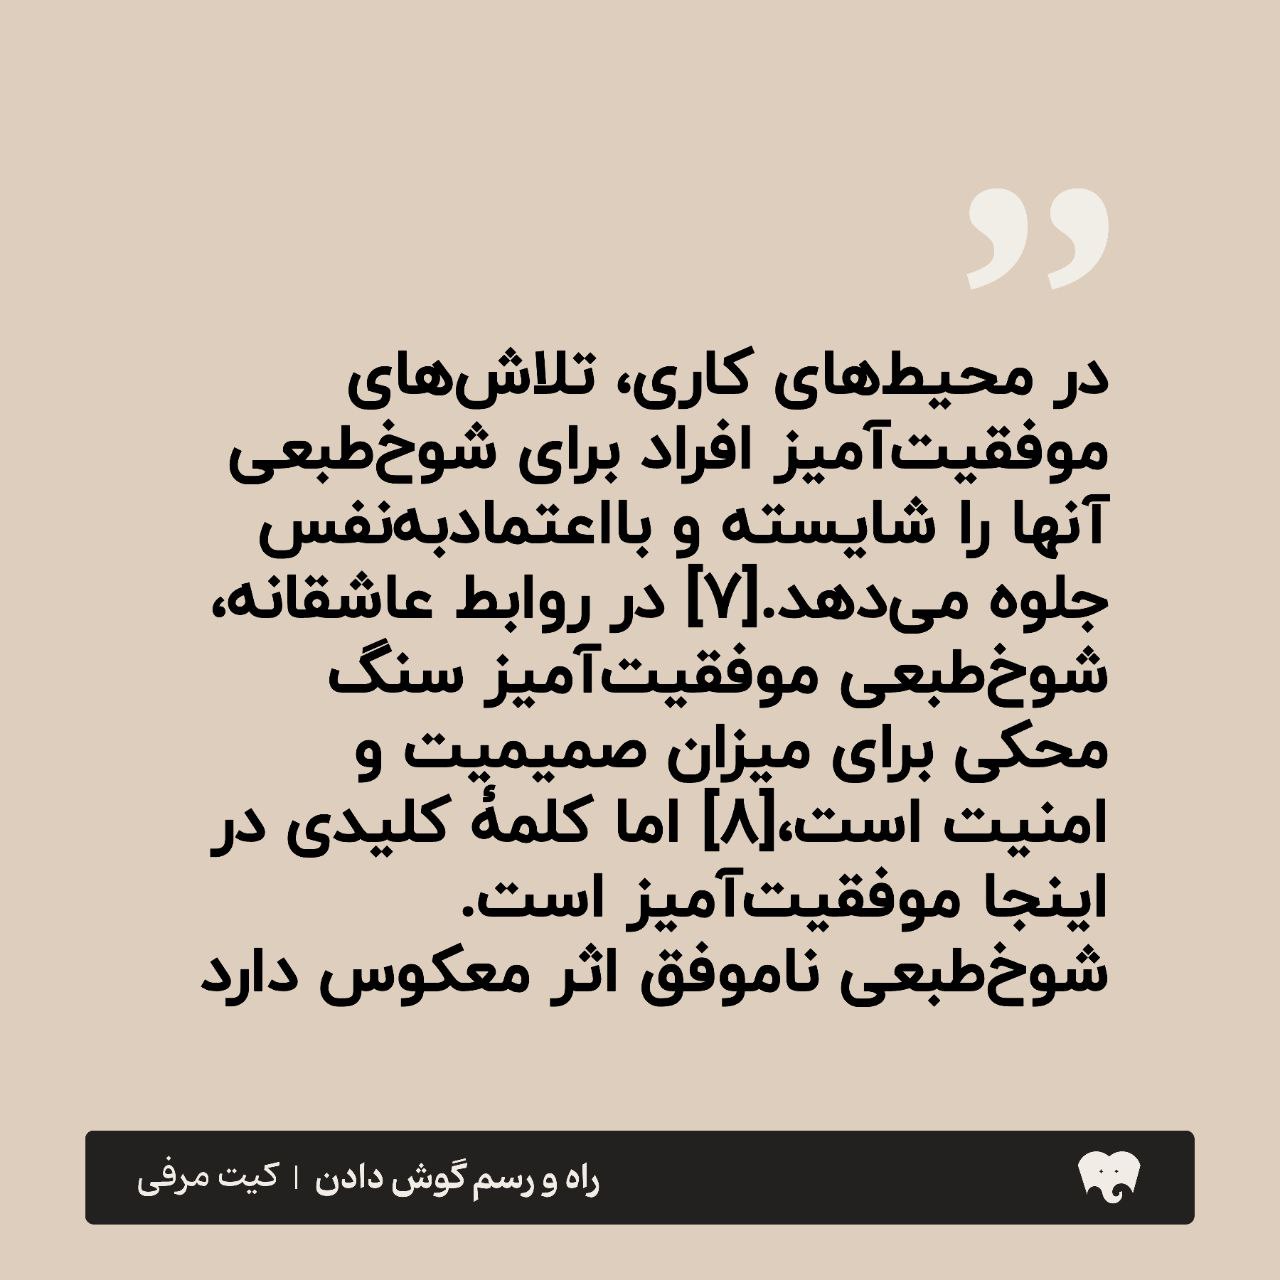 ”
در محیط‌های کاری، تلاش‌های
موفقیت‌آمیز افراد برای شوخ‌طبعی
آنها را شایسته و بااعتمادبه‌نفس
جلوه می‌دهد.[۷] در روابط عاشقانه،
شوخ‌طبعی موفقیت‌آمیز سنگ
محکی برای میزان صمیمیت و
امنیت است،[۸] اما کلمهٔ کلیدی در
اینجا موفقیت‌آمیز است.
شوخ‌طبعی ناموفق اثر معکوس دارد
راه و رسم گوش دادن | کیت مرفی